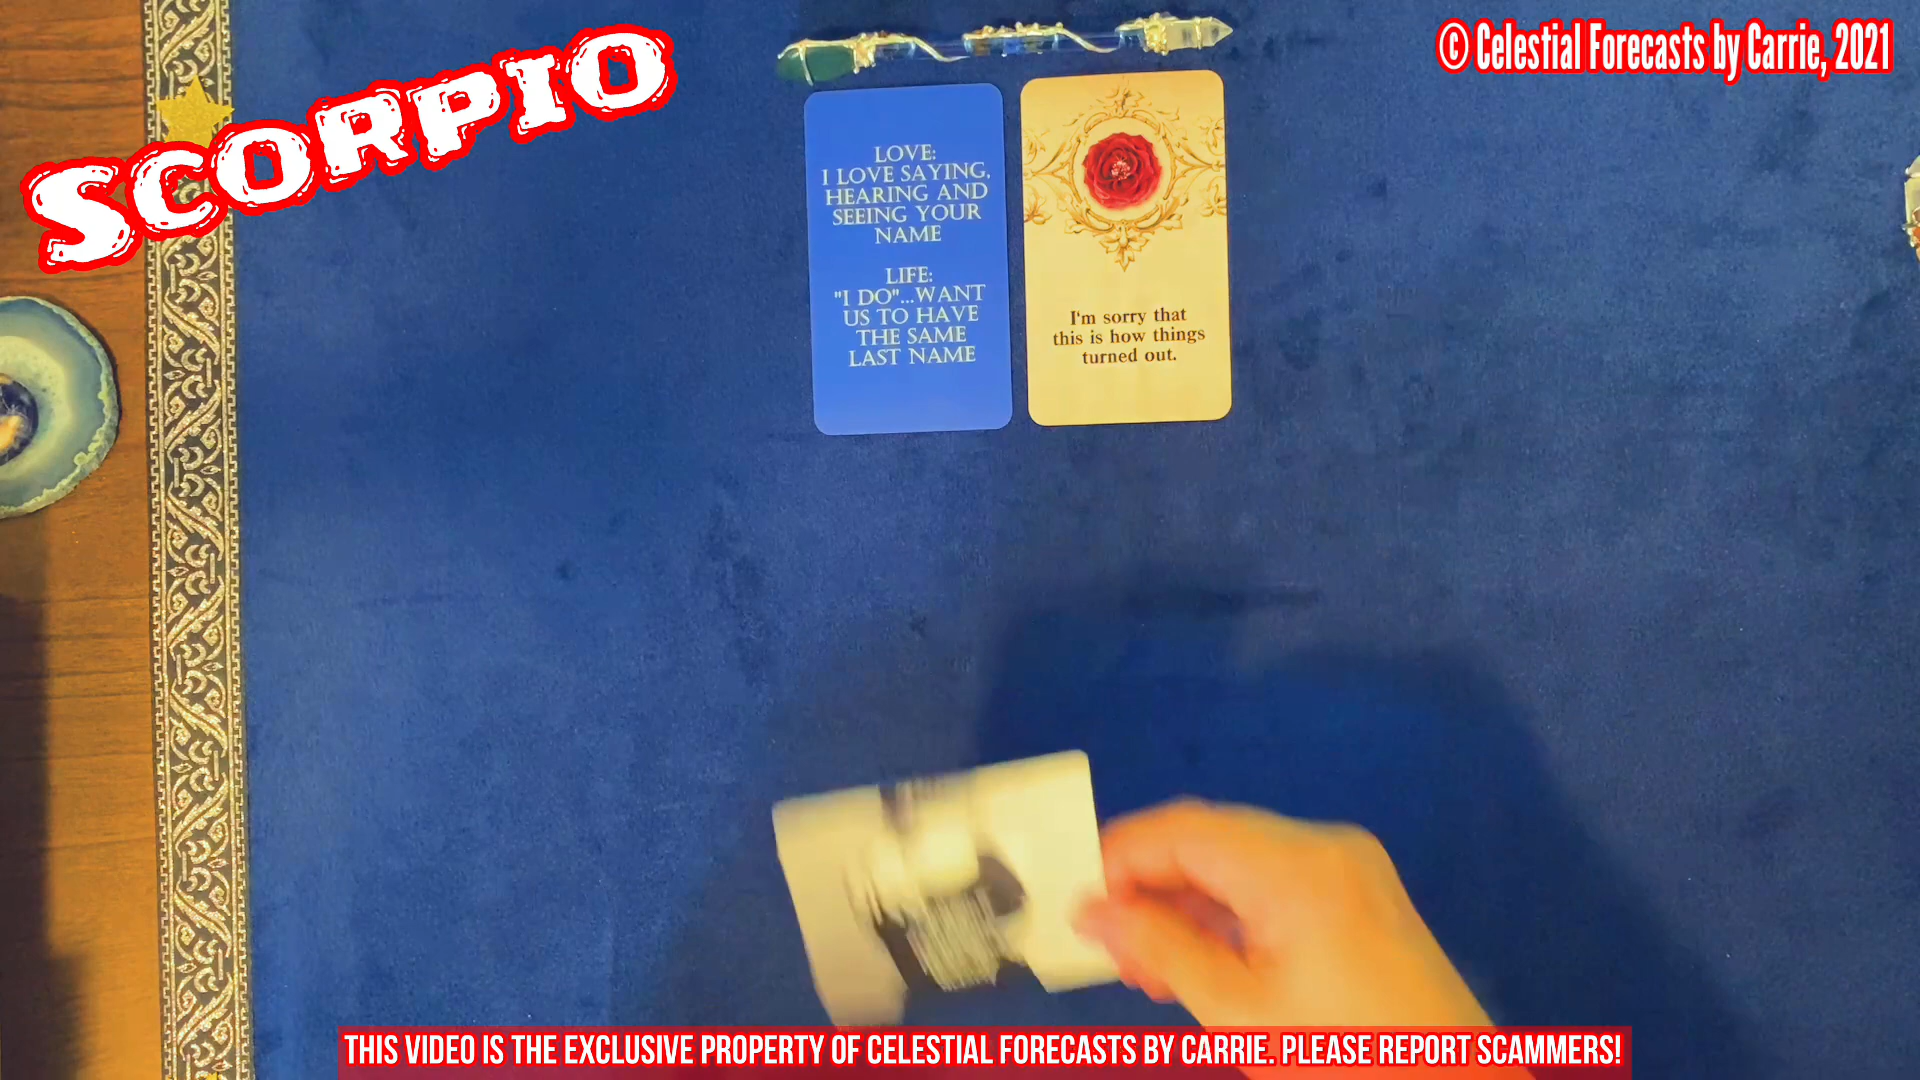 SCORPIO
© Celestial Forecasts by Carrie, 2021
LOVE:
I LOVE SAYING,
HEARING AND
SEEING YOUR
NAME
LIFE:
"I DO"...WANT
US TO HAVE
THE SAME
LAST NAME
I'm sorry that
this is how things
turned out.
THIS VIDEO IS THE EXCLUSIVE PROPERTY OF CELESTIAL FORECASTS BY CARRIE. PLEASE REPORT SCAMMERS!